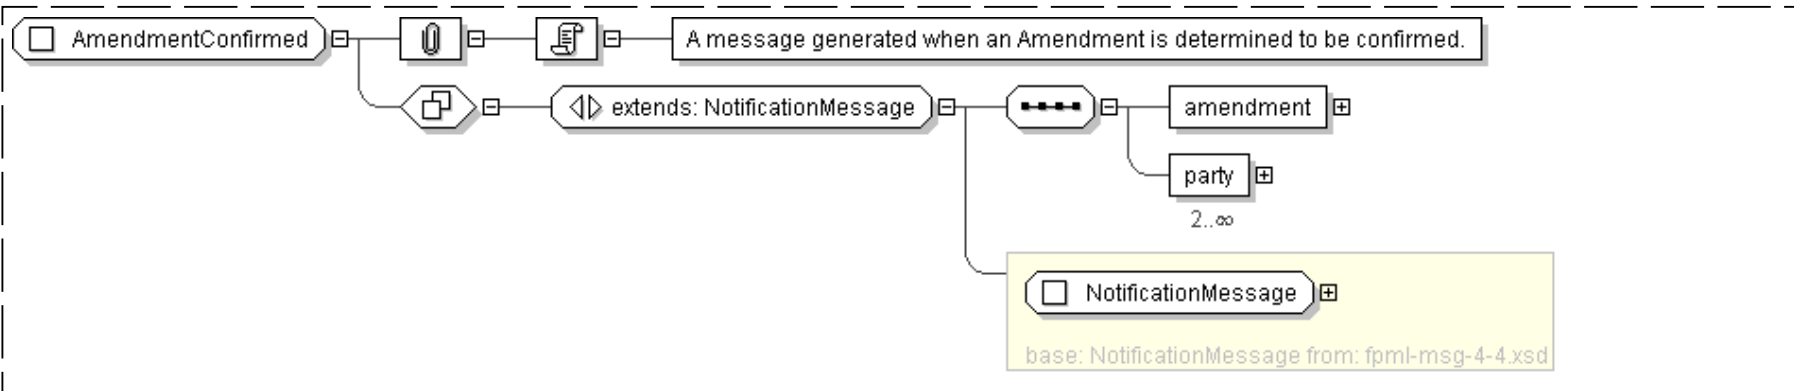 AmendmentConfirmed
A message generated when an Amendment is determined to be confirmed.
extends: NotificationMessage
amendment
party
2..∞
NotificationMessage
base: NotificationMessage from: fpml-msg-4-4.xsd